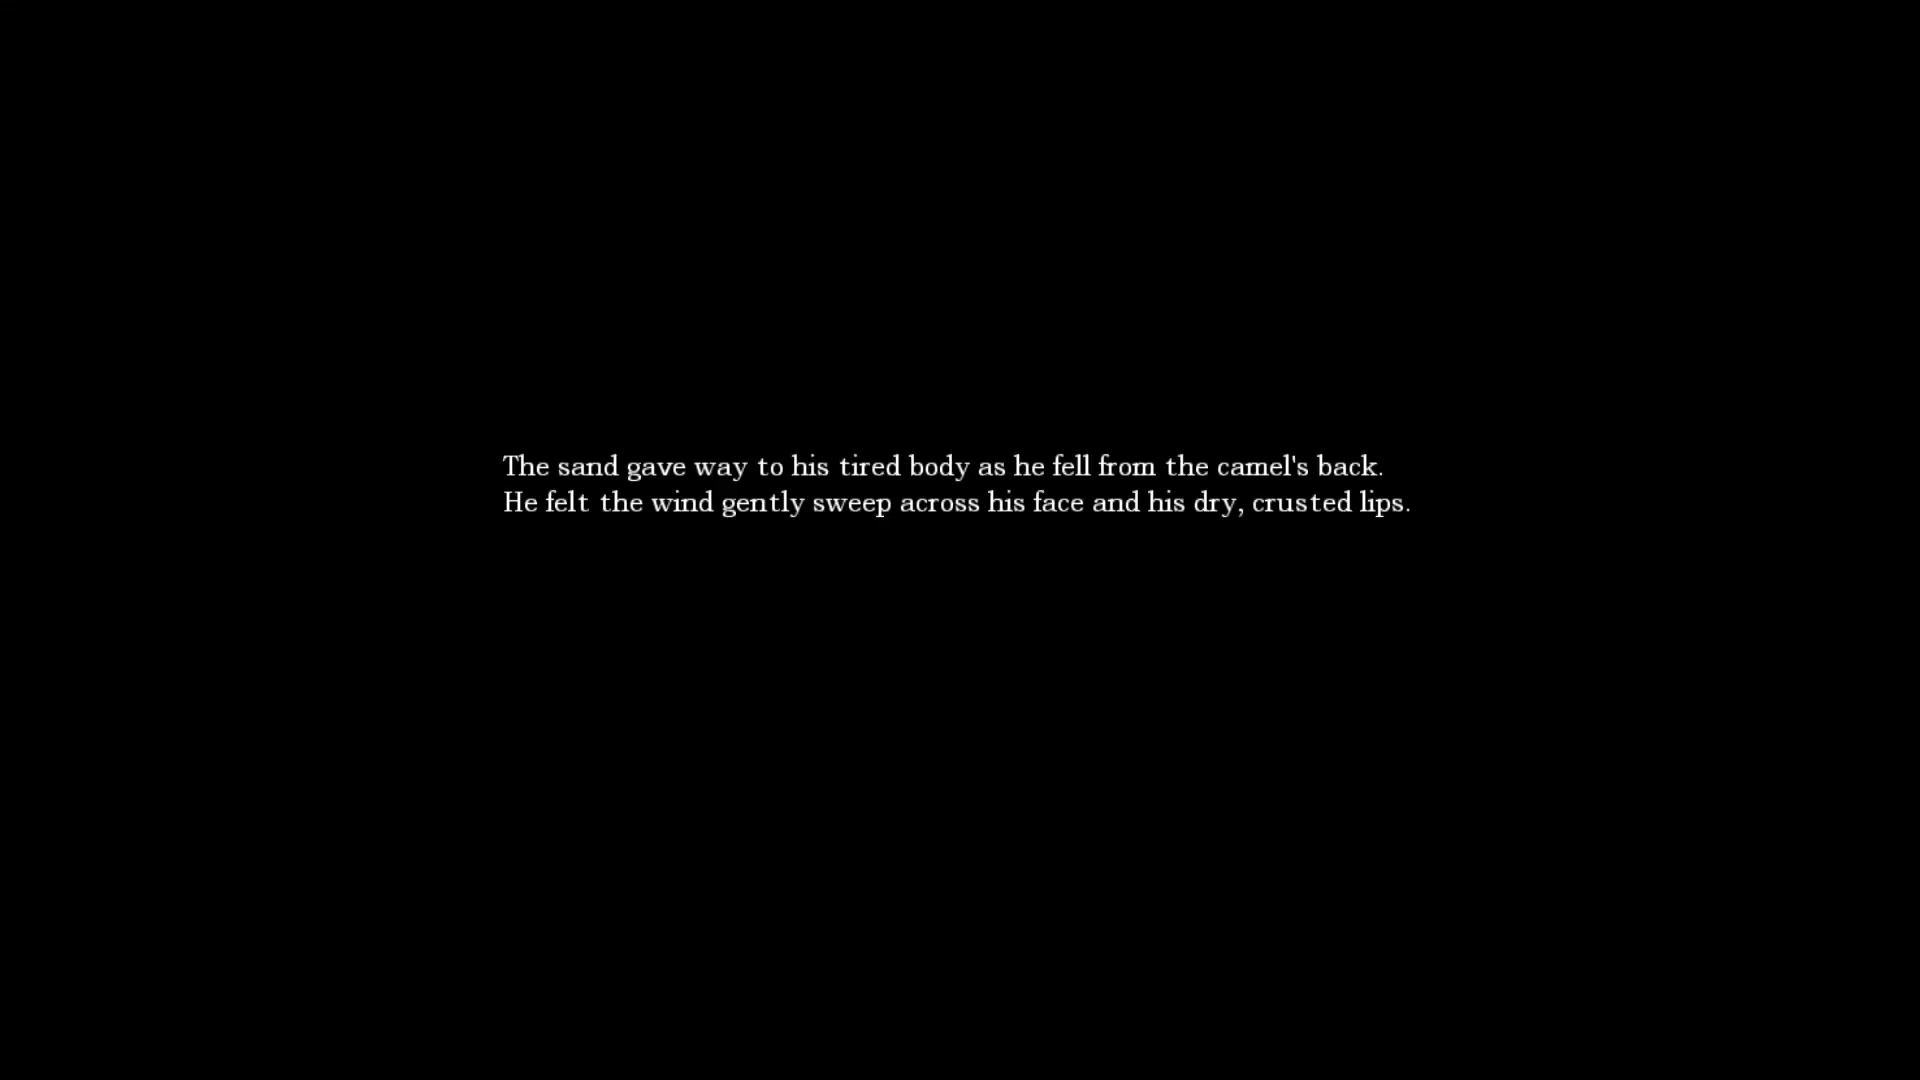 The sand gave way to his tired body as he fell from the camel's back.
He felt the wind gently sweep across his face and his dry, crusted lips.